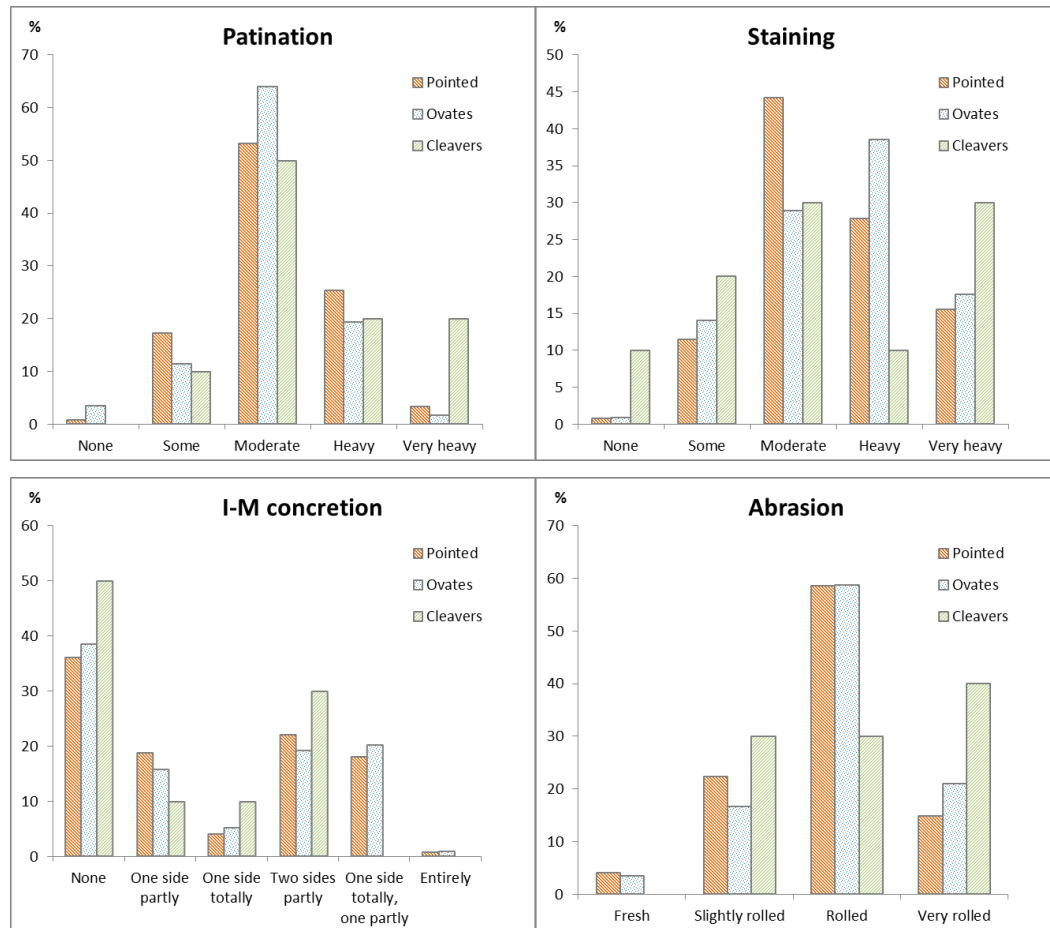 %
Patination
70
60
50
40
30
20
10
0
Pointed
Ovates
Cleavers
None Some Moderate Heavy Very heavy
%
Staining
50
45
40
35
30
25
20
15
10
5
0
Pointed
Ovates
Cleavers
None Some Moderate Heavy Very heavy
%
I-M concretion
60
50
40
30
20
10
0
Pointed
Ovates
Cleavers
None One side One side Two sides One side Entirely
partly totally partly totally,
one partly
%
Abrasion
70
60
50
40
30
20
10
0
Pointed
Ovates
Cleavers
Fresh Slightly rolled Rolled Very rolled